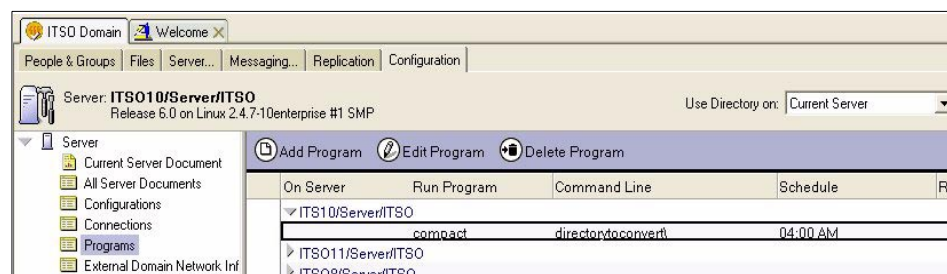 ITSO Domain Welcome
People & Groups Files Server... Messaging... Replication Configuration
Server: ITSO10/Server/ITSO
Release 6.0 on Linux 2.4.7-10enterprise #1 SMP
Use Directory on: Current Server
Server
Current Server Document
All Server Documents
Configurations
Connections
Programs
External Domain Network Inf
Add Program Edit Program Delete Program
On Server Run Program Command Line Schedule R
ITS10/Server/ITSO
compact directorytoconvert\ 04:00 AM
ITSO11/Server/ITSO
ITSO8/Server/ITSO